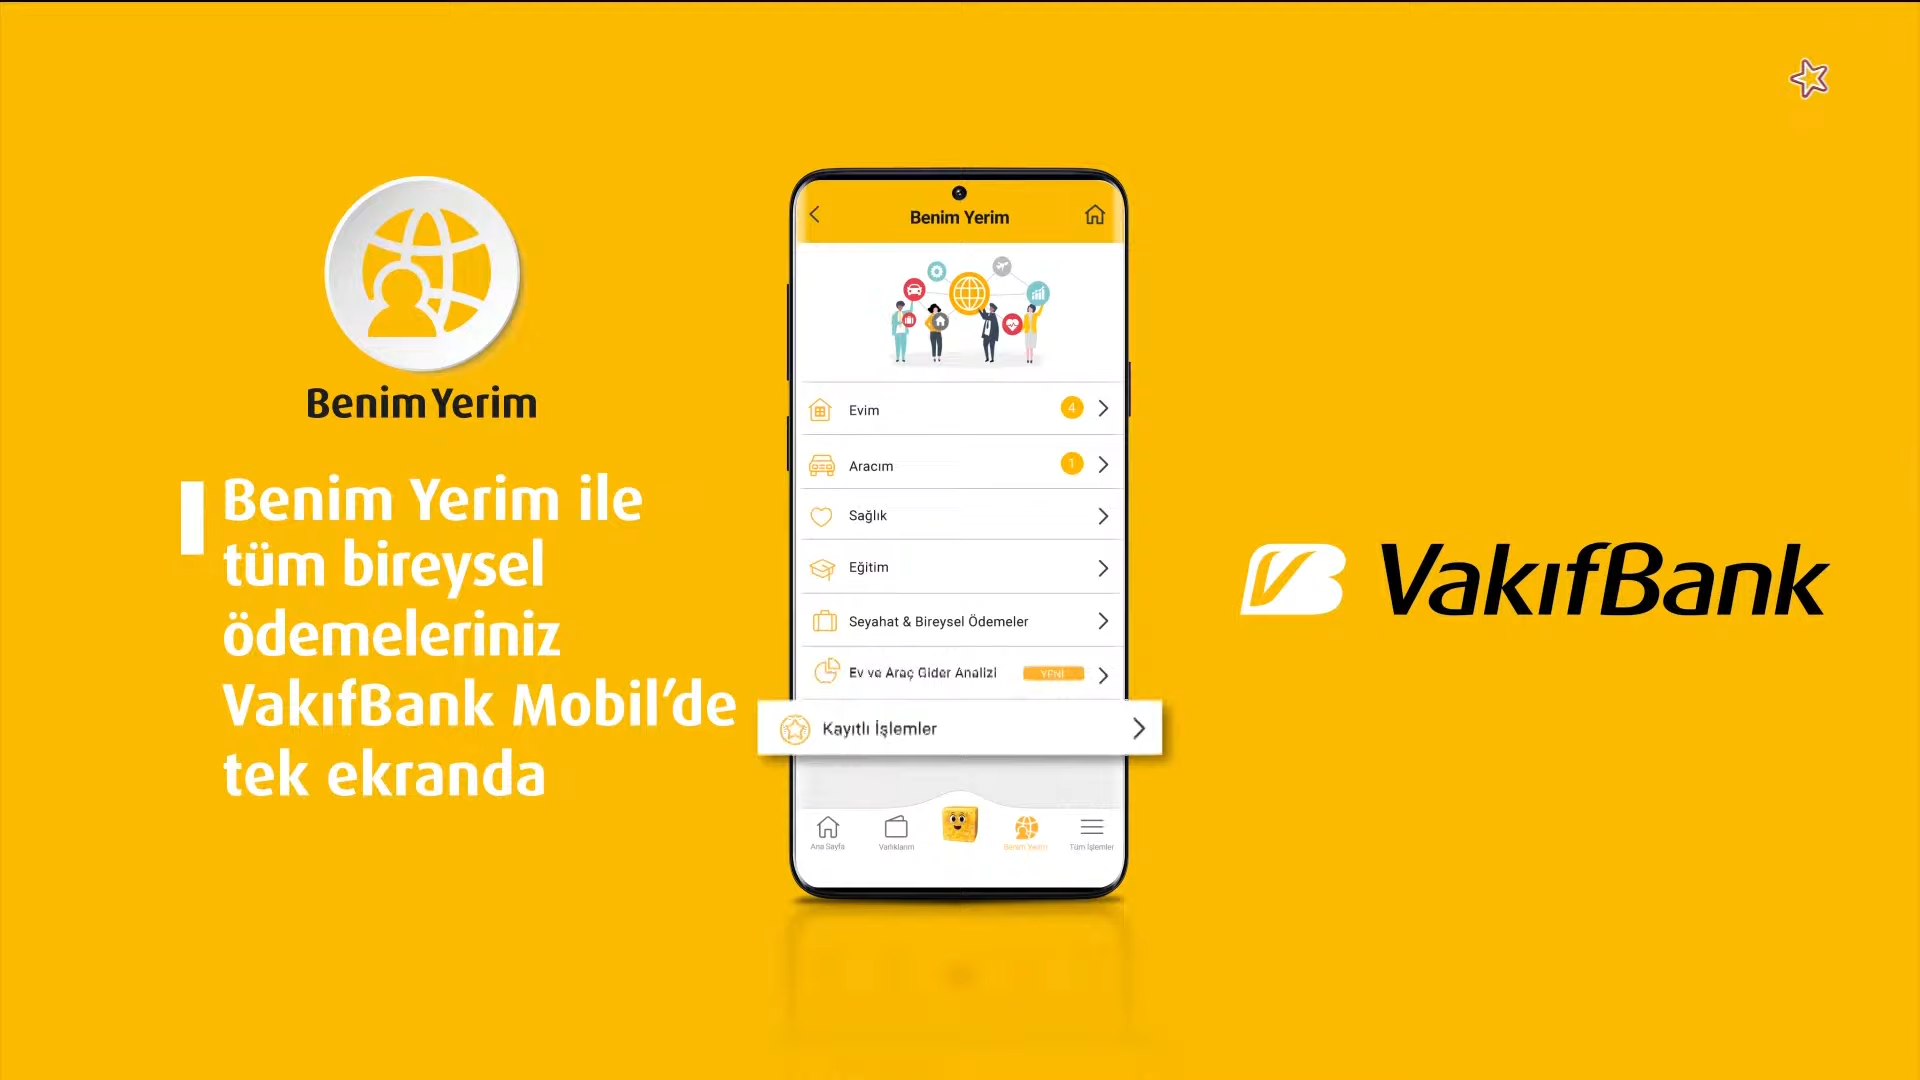 Benim Yerim
Benim Yerim ile
tüm bireysel
ödemeleriniz
VakıfBank Mobil’de
tek ekranda
Benim Yerim
Evim 4
Aracım 1
Sağlık
Eğitim
Seyahat & Bireysel Ödemeler
Ev ve Araç Gider Analizi YENİ
Kayıtlı İşlemler
Ana Sayfa Varlıklarım Benim Yerim Tüm İşlemler
VakıfBank